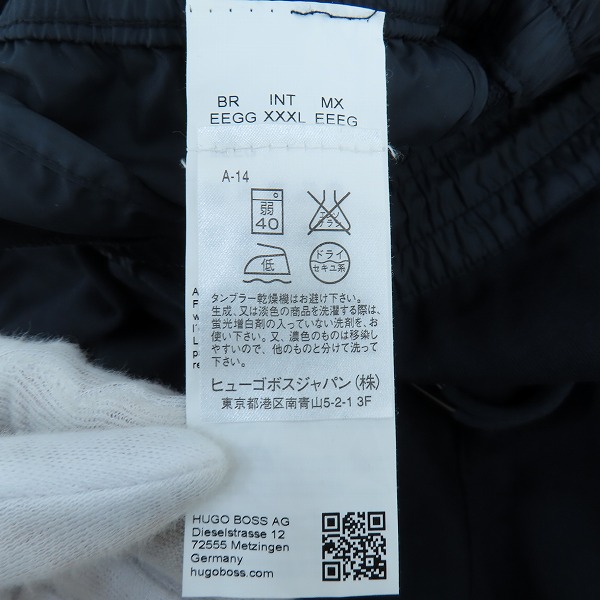 BR INT MX
EEGG XXXL EEEG
A-14
弱
40
エンソ
サラシ
低
ドライ
セキユ系
タンブラー乾燥機はお避け下さい。
生成、又は淡色の商品を洗濯する際は、
蛍光増白剤の入っていない洗剤を、お
使い下さい。又、濃色のものは移染し
やすいので、他のものと分けて洗って
下さい。
ヒューゴボスジャパン(株)
東京都港区南青山5-2-1 3F
HUGO BOSS AG
Dieselstrasse 12
72555 Metzingen
Germany
hugoboss.com